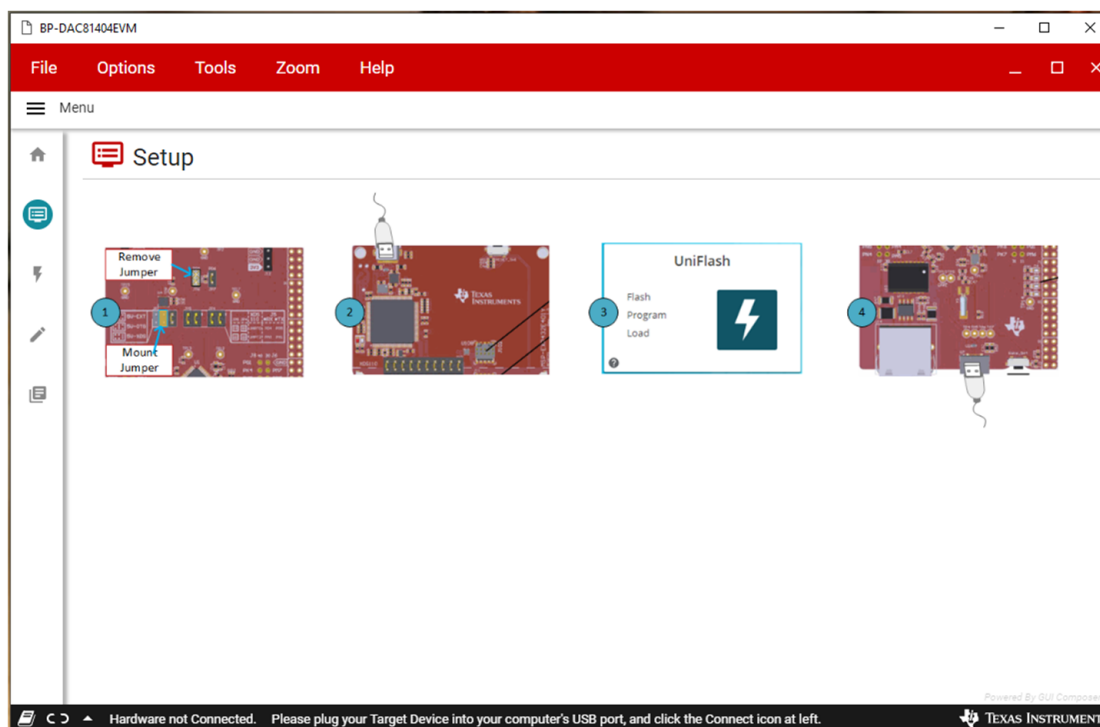 BP-DAC81404EVM
File Options Tools Zoom Help
Menu
Setup
Remove
Jumper
1
Mount
Jumper
2
TEXAS
INSTRUMENTS
3
UniFlash
Flash
Program
Load
?
4
Powered By GUI Composer
Hardware not Connected. Please plug your Target Device into your computer's USB port, and click the Connect icon at left.
TEXAS INSTRUMENT